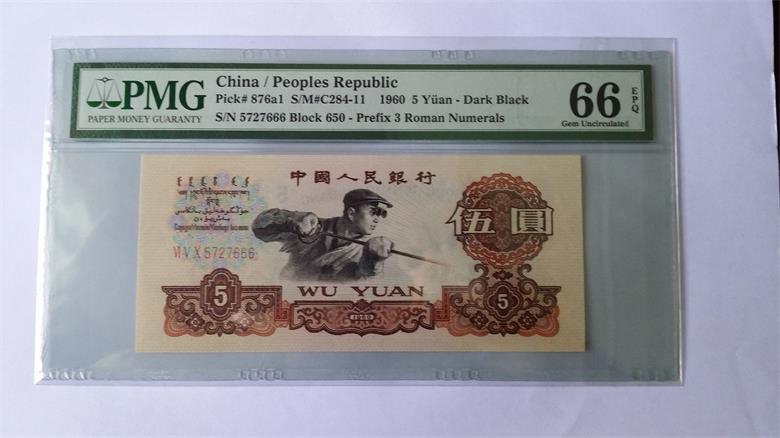 PMG
PAPER MONEY GUARANTY
China / Peoples Republic
Pick# 876a1 S/M#C284-11 1960 5 Yüan - Dark Black
S/N 5727666 Block 650 - Prefix 3 Roman Numerals
66
EPQ
Gem Uncirculated
中國人民銀行
伍圓
VI V X 5727666
5
WU YUAN
1960
5